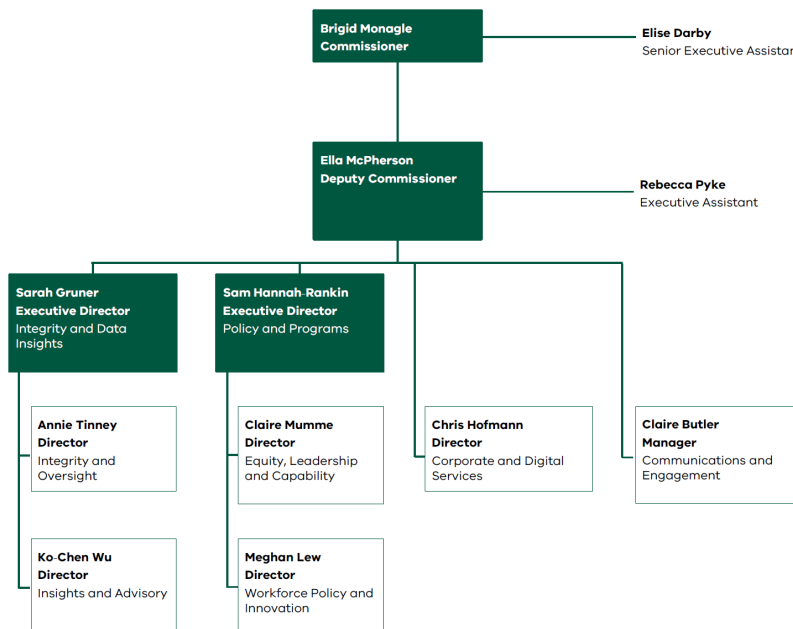 Brigid Monagle
Commissioner
Elise Darby
Senior Executive
Ella McPherson
Deputy Commissioner
Rebecca Pyke
Executive Assistant
Sarah Gruner
Executive Director
Integrity and Data
Insights
Sam Hannah-Rankin
Executive Director
Policy and Programs
Annie Tinney
Director
Integrity and
Oversight
Claire Mumme
Director
Equity, Leadership
and Capability
Chris Hofmann
Director
Corporate and Digital
Services
Claire Butler
Manager
Communications and
Engagement
Ko-Chen Wu
Director
Insights and Advisory
Meghan Lew
Director
Workforce Policy and
Innovation